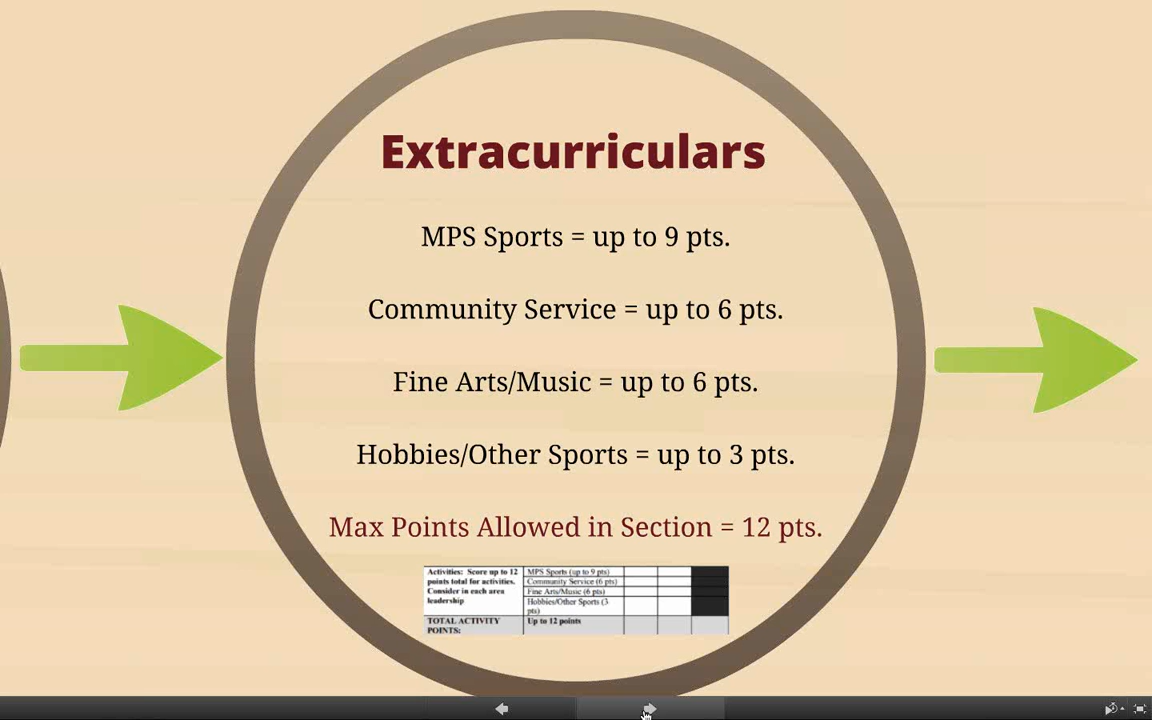 Extracurriculars
MPS Sports = up to 9 pts.
Community Service = up to 6 pts.
Fine Arts/Music = up to 6 pts.
Hobbies/Other Sports = up to 3 pts.
Max Points Allowed in Section = 12 pts.
Activities: Score up to 12
points total for activities.
Consider in each area
leadership
MPS Sports (up to 9 pts)
Community Service (6 pts)
Fine Arts/Music (6 pts)
Hobbies/Other Sports (3
pts)
TOTAL ACTIVITY
POINTS:
Up to 12 points